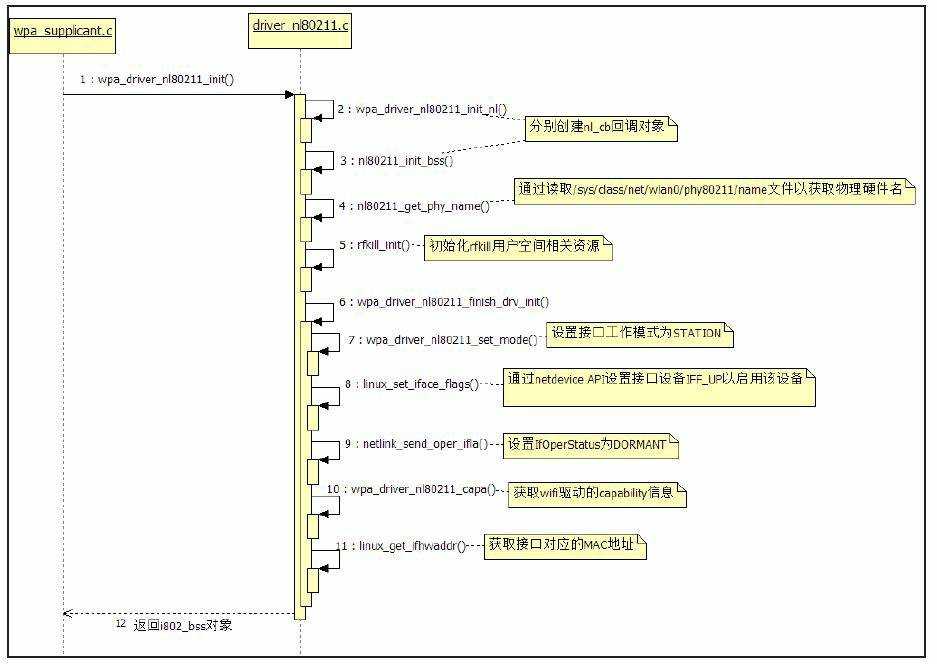 wpa_supplicant.c
driver_nl80211.c
1：wpa_driver_nl80211_init()
2：wpa_driver_nl80211_init_nl()
分别创建nl_cb回调对象
3：nl80211_init_bss()
通过读取/sys/class/net/wlan0/phy80211/name文件以获取物理硬件名
4：nl80211_get_phy_name()
5：rfkill_init()
初始化rfkill用户空间相关资源
6：wpa_driver_nl80211_finish_drv_init()
7：wpa_driver_nl80211_set_mode()
设置接口工作模式为STATION
8：linux_set_iface_flags()
通过netdevice API设置接口设备IFF_UP以启用该设备
9：netlink_send_oper_ifla()
设置IfOperStatus为DORMANT
10：wpa_driver_nl80211_capa()
获取wifi驱动的capability信息
11：linux_get_ifhwaddr()
获取接口对应的MAC地址
12 返回i802_bss对象